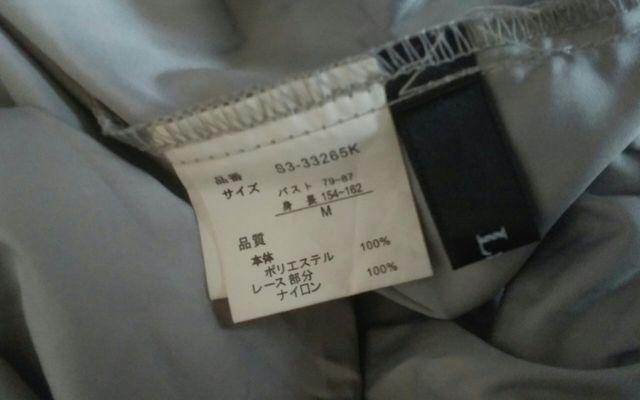 品番 S3-33265K
サイズ バスト 79-87
身長 154-162
M
品質
本体
ポリエステル 100%
レース部分
ナイロン 100%